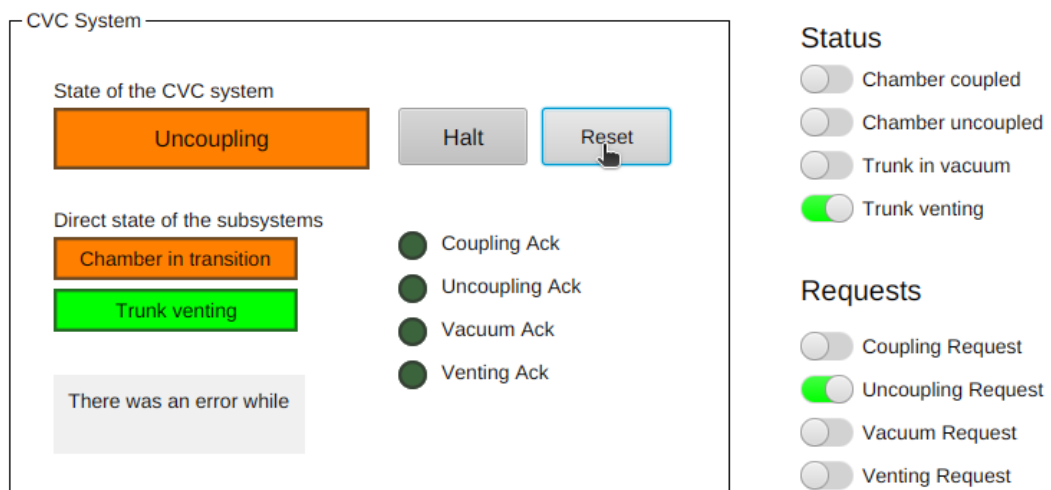 CVC System
State of the CVC system
Uncoupling
Halt
Reset
Direct state of the subsystems
Chamber in transition
Trunk venting
Coupling Ack
Uncoupling Ack
Vacuum Ack
Venting Ack
There was an error while
Status
Chamber coupled
Chamber uncoupled
Trunk in vacuum
Trunk venting
Requests
Coupling Request
Uncoupling Request
Vacuum Request
Venting Request